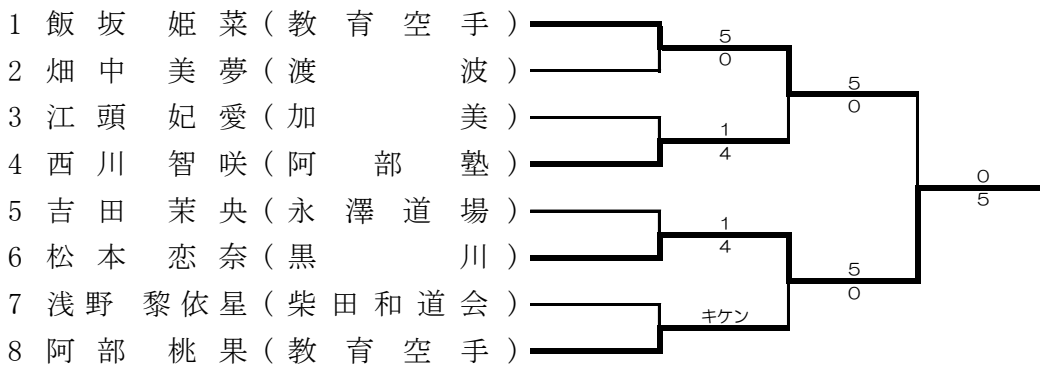 1 飯坂 姫菜(教育空手)
2 畑中 美夢(渡波)
3 江頭 妃愛(加美)
4 西川 智咲(阿部塾)
5 吉田 茉央(永澤道場)
6 松本 恋奈(黒川)
7 浅野 黎依星(柴田和道会)
8 阿部 桃果(教育空手)
5
0
1
4
1
4
キケン
5
0
5
0
0
5